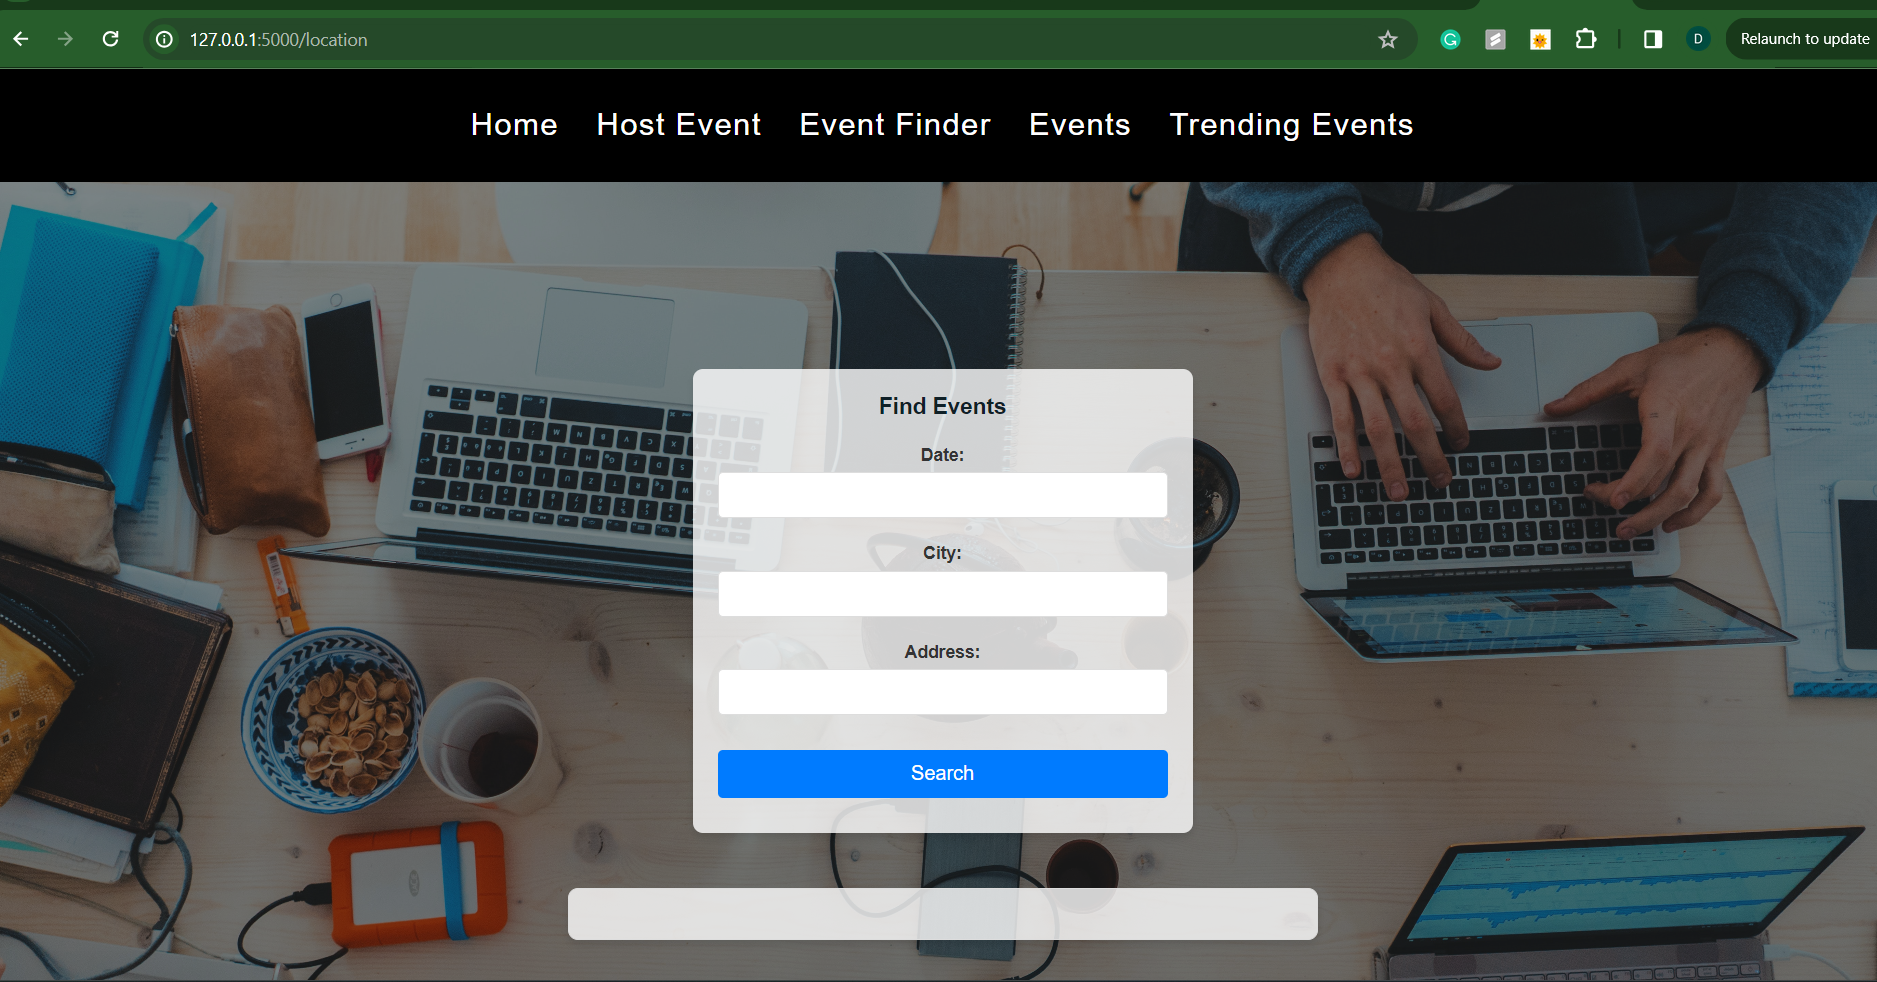 127.0.0.1:5000/location
D
Relaunch to update
Home Host Event Event Finder Events Trending Events
Find Events
Date:
City:
Address:
Search